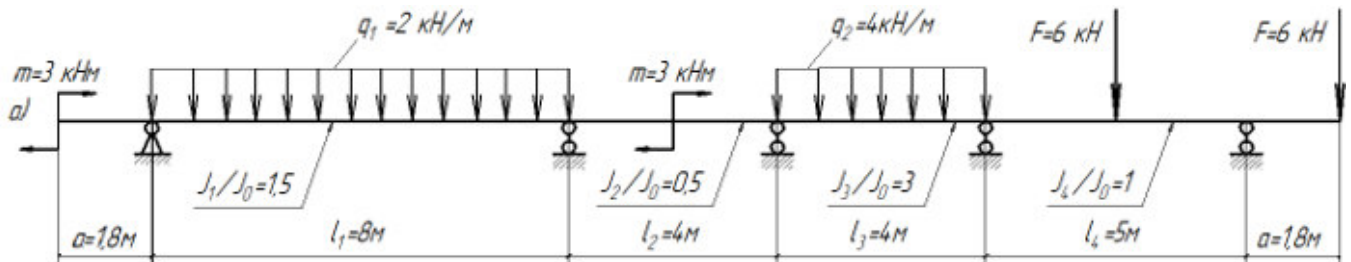 q₁ =2 кН/м
q₂ =4кН/м
F=6 кН
F=6 кН
m=3 кНм
m=3 кНм
а)
J₁/J₀=1,5
J₂/J₀=0,5
J₃/J₀=3
J₄/J₀=1
a=1,8м
l₁=8м
l₂=4м
l₃=4м
l₄=5м
a=1,8м